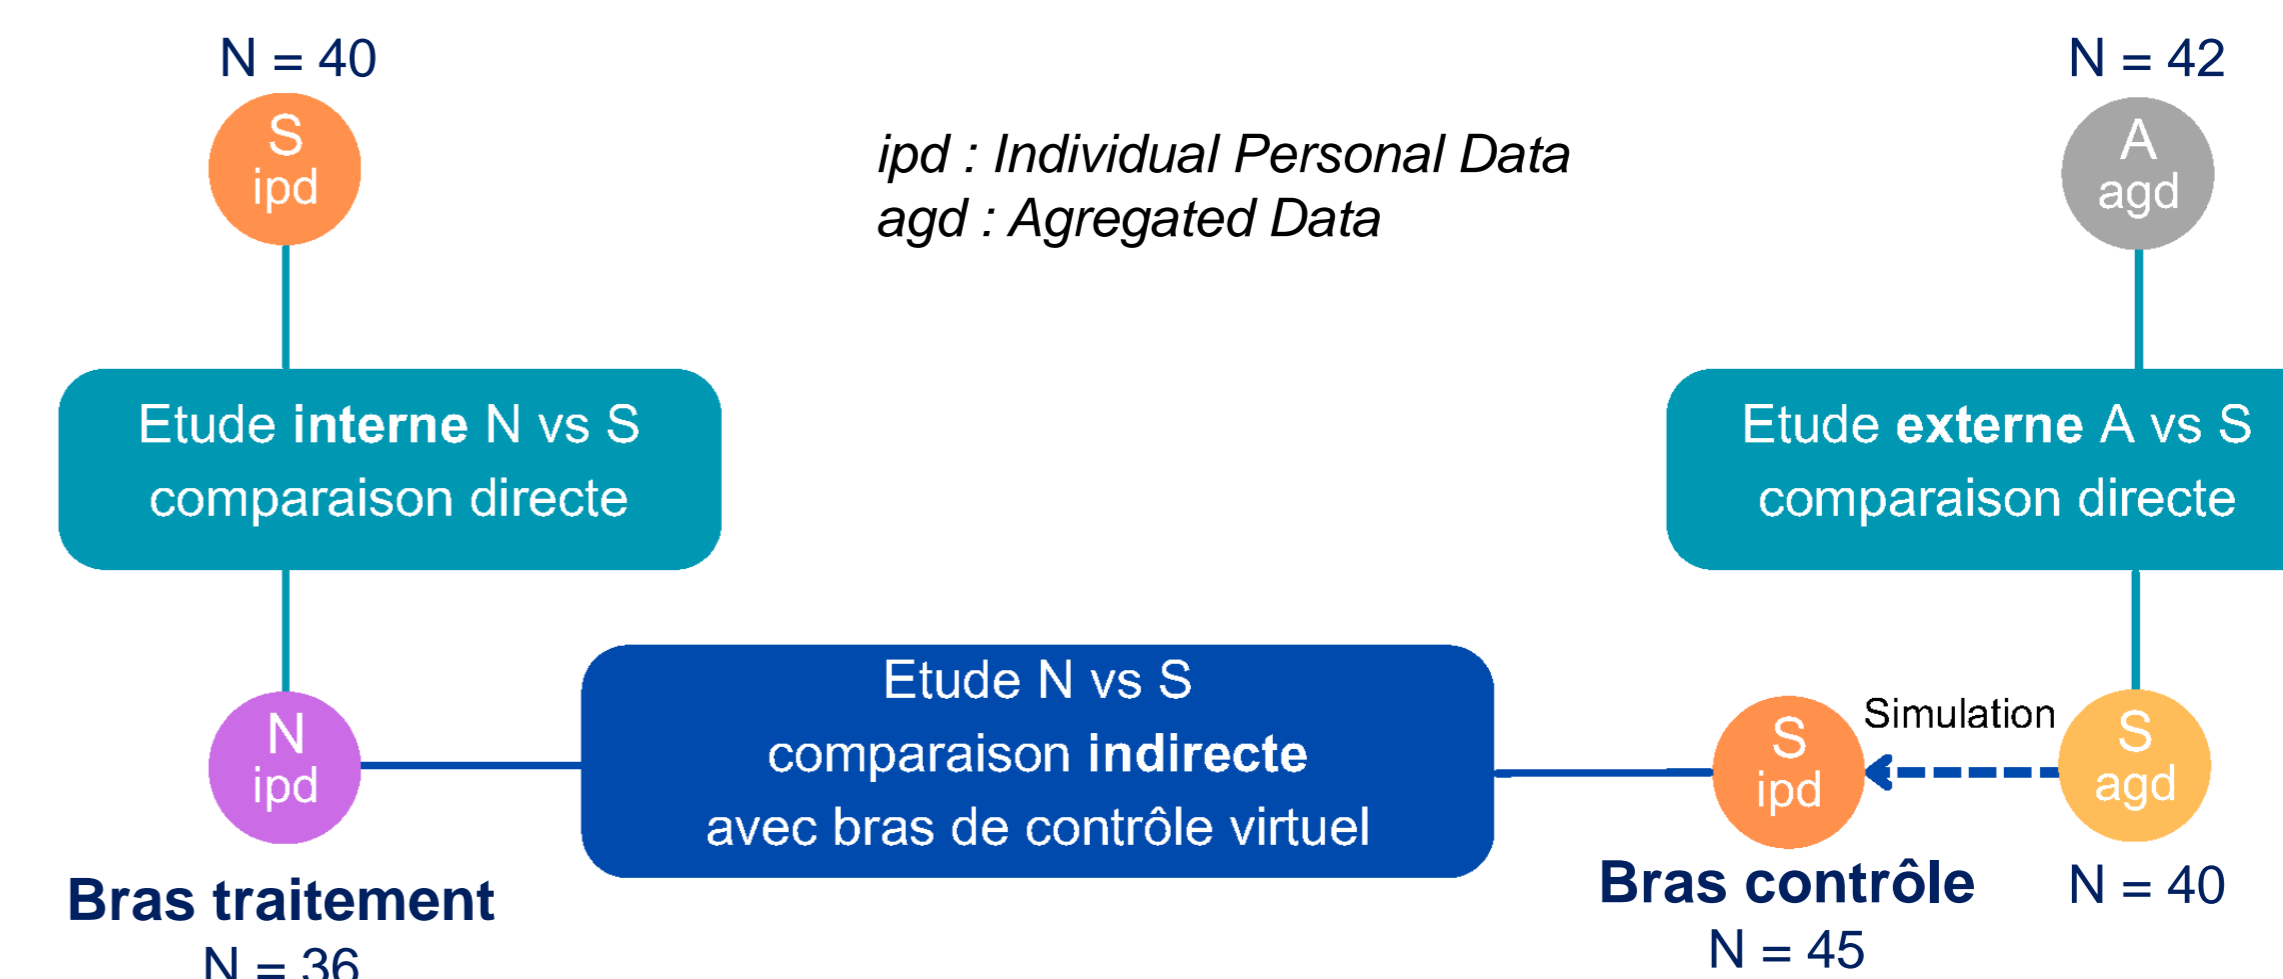 N = 40
S
ipd
ipd : Individual Personal Data
agd : Agregated Data
N = 42
A
agd
Etude interne N vs S
comparaison directe
Etude externe A vs S
comparaison directe
N
ipd
Etude N vs S
comparaison indirecte
avec bras de contrôle virtuel
S
ipd
Simulation
S
agd
Bras traitement
N = 36
Bras contrôle
N = 45
N = 40